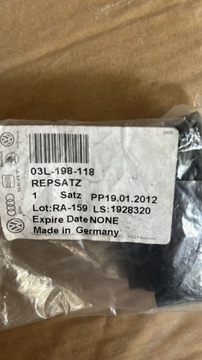 SEAT
03L-198-118
REPSATZ
1 Satz PP19.01.2012
Lot:RA-159 LS:1928320
Expire Date NONE
Made in Germany